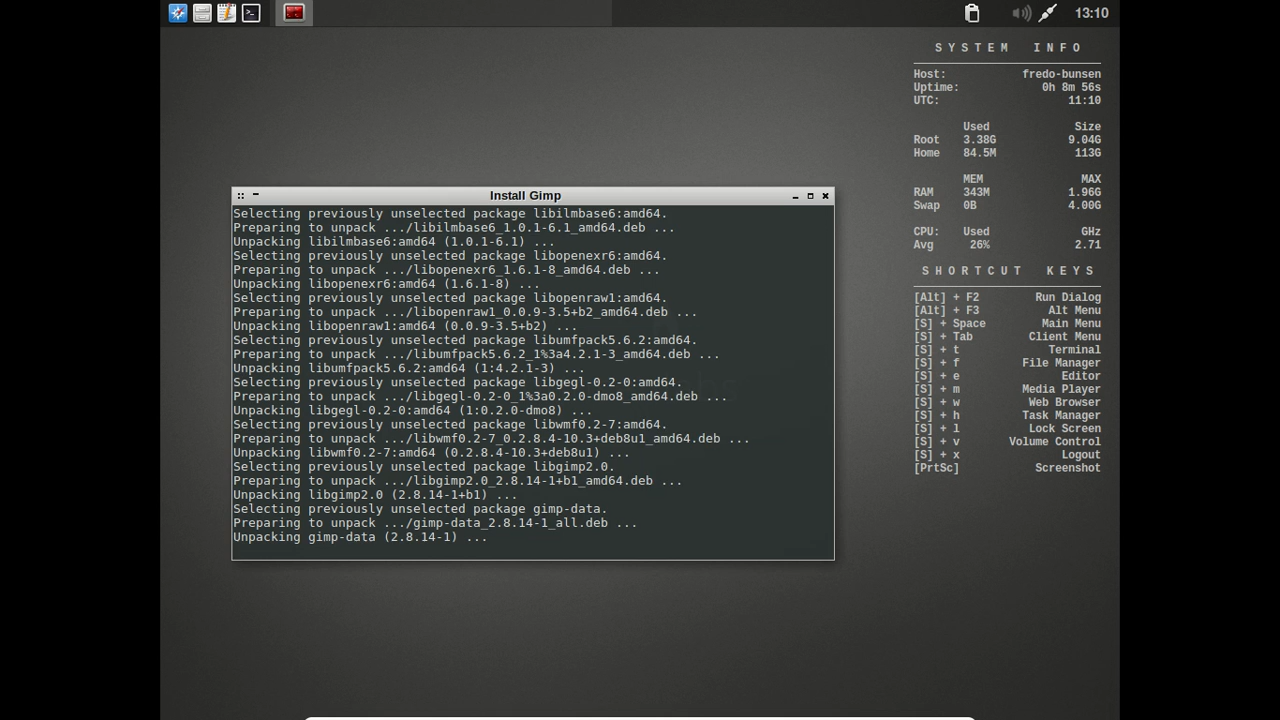 13:10
SYSTEM INFO
Host: fredo-bunsen
Uptime: 0h 8m 56s
UTC: 11:10
Used Size
Root 3.38G 9.04G
Home 84.5M 113G
MEM MAX
RAM 343M 1.96G
Swap 0B 4.00G
CPU: Used GHz
Avg 26% 2.71
SHORTCUT KEYS
[Alt] + F2 Run Dialog
[Alt] + F3 Alt Menu
[S] + Space Main Menu
[S] + Tab Client Menu
[S] + t Terminal
[S] + f File Manager
[S] + e Editor
[S] + m Media Player
[S] + w Web Browser
[S] + h Task Manager
[S] + l Lock Screen
[S] + v Volume Control
[S] + x Logout
[PrtSc] Screenshot
Install Gimp
Selecting previously unselected package libilmbase6:amd64.
Preparing to unpack .../libilmbase6_1.0.1-6.1_amd64.deb ...
Unpacking libilmbase6:amd64 (1.0.1-6.1) ...
Selecting previously unselected package libopenexr6:amd64.
Preparing to unpack .../libopenexr6_1.6.1-8_amd64.deb ...
Unpacking libopenexr6:amd64 (1.6.1-8) ...
Selecting previously unselected package libopenraw1:amd64.
Preparing to unpack .../libopenraw1_0.0.9-3.5+b2_amd64.deb ...
Unpacking libopenraw1:amd64 (0.0.9-3.5+b2) ...
Selecting previously unselected package libumfpack5.6.2:amd64.
Preparing to unpack .../libumfpack5.6.2_1%3a4.2.1-3_amd64.deb ...
Unpacking libumfpack5.6.2:amd64 (1:4.2.1-3) ...
Selecting previously unselected package libgegl-0.2-0:amd64.
Preparing to unpack .../libgegl-0.2-0_1%3a0.2.0-dmo8_amd64.deb ...
Unpacking libgegl-0.2-0:amd64 (1:0.2.0-dmo8) ...
Selecting previously unselected package libwmf0.2-7:amd64.
Preparing to unpack .../libwmf0.2-7_0.2.8.4-10.3+deb8u1_amd64.deb ...
Unpacking libwmf0.2-7:amd64 (0.2.8.4-10.3+deb8u1) ...
Selecting previously unselected package libgimp2.0.
Preparing to unpack .../libgimp2.0_2.8.14-1+b1_amd64.deb ...
Unpacking libgimp2.0 (2.8.14-1+b1) ...
Selecting previously unselected package gimp-data.
Preparing to unpack .../gimp-data_2.8.14-1_all.deb ...
Unpacking gimp-data (2.8.14-1) ...